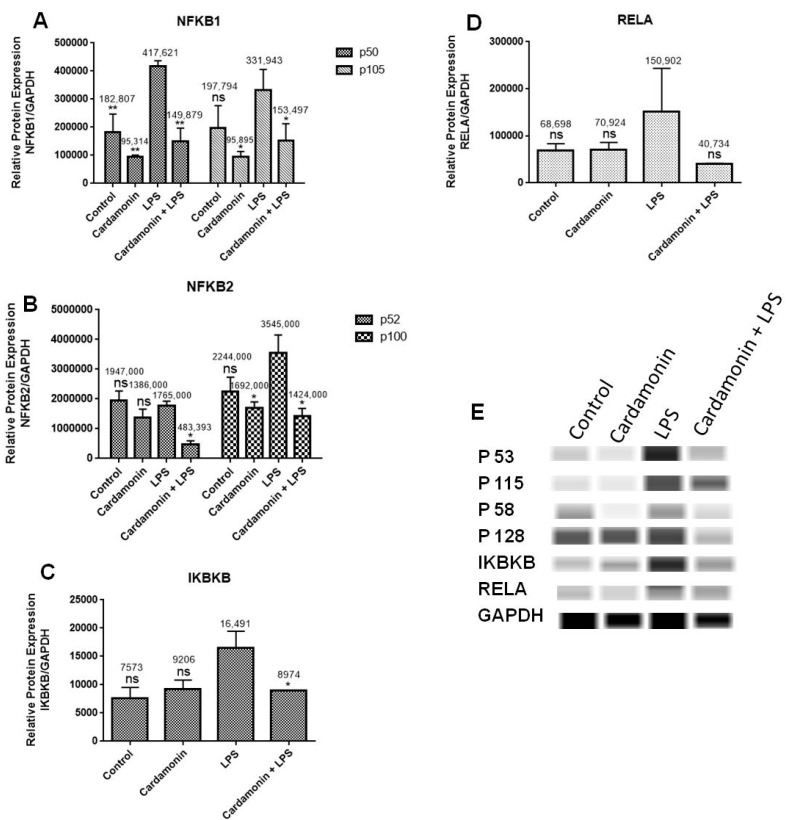 A
NFKB1
Relative Protein Expression
NFKB1/GAPDH
500000
400000
300000
200000
100000
0
182,807
**
95,314
**
417,621
149,879
**
197,794
ns
95,895
*
331,943
153,497
*
Control
Cardamonin
LPS
Cardamonin + LPS
Control
Cardamonin
LPS
Cardamonin + LPS
p50
p105
B
NFKB2
Relative Protein Expression
NFKB2/GAPDH
5000000
4000000
3000000
2000000
1000000
0
1947,000
ns
1386,000
ns
1765,000
483,393
*
2244,000
ns
1692,000
*
3545,000
1424,000
*
Control
Cardamonin
LPS
Cardamonin + LPS
Control
Cardamonin
LPS
Cardamonin + LPS
p52
p100
C
IKBKB
Relative Protein Expression
IKBKB/GAPDH
20000
15000
10000
5000
0
7573
ns
9206
ns
16,491
8974
*
Control
Cardamonin
LPS
Cardamonin + LPS
D
RELA
Relative Protein Expression
RELA/GAPDH
300000
200000
100000
0
68,698
ns
70,924
ns
150,902
40,734
ns
Control
Cardamonin
LPS
Cardamonin + LPS
E
Control
Cardamonin
LPS
Cardamonin + LPS
P 53
P 115
P 58
P 128
IKBKB
RELA
GAPDH